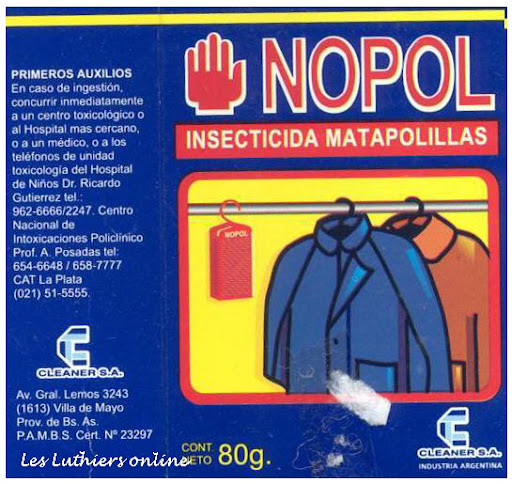 PRIMEROS AUXILIOS
En caso de ingestión,
concurrir inmediatamente
a un centro toxicológico o
al Hospital mas cercano,
o a un médico, o a los
teléfonos de unidad
toxicología del Hospital
de Niños Dr. Ricardo
Gutierrez tel.:
962-6666/2247. Centro
Nacional de
Intoxicaciones Policlínico
Prof. A. Posadas tel:
654-6648 / 658-7777
CAT La Plata
(021) 51-5555.
CLEANER S.A.
Av. Gral. Lemos 3243
(1613) Villa de Mayo
Prov. de Bs. As.
P.A.M.B.S. Cért. Nº 23297
Les Luthiers online
NOPOL
INSECTICIDA MATAPOLILLAS
NOPOL
CONT.
NETO 80g.
CLEANER S.A.
INDUSTRIA ARGENTINA